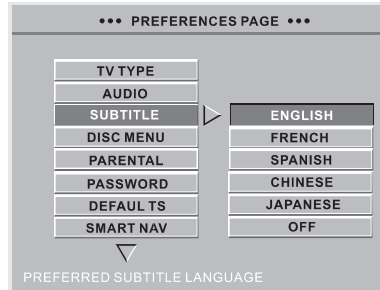 ••• PREFERENCES PAGE •••
TV TYPE
AUDIO
SUBTITLE
DISC MENU
PARENTAL
PASSWORD
DEFAUL TS
SMART NAV
ENGLISH
FRENCH
SPANISH
CHINESE
JAPANESE
OFF
PREFERRED SUBTITLE LANGUAGE